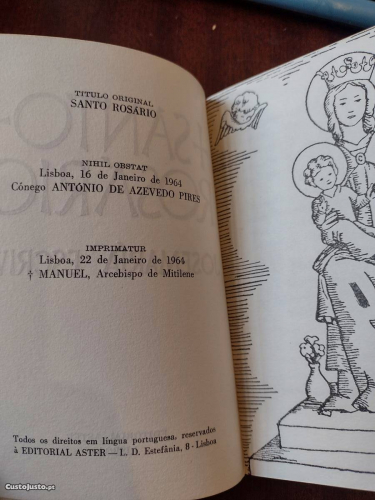 TITULO ORIGINAL
SANTO ROSÁRIO
NIHIL OBSTAT
Lisboa, 16 de Janeiro de 1964
Cónego ANTÓNIO DE AZEVEDO PIRES
IMPRIMATUR
Lisboa, 22 de Janeiro de 1964
† MANUEL, Arcebispo de Mitilene
Todos os direitos em língua portuguesa, reservados
à EDITORIAL ASTER — L. D. Estefânia, 8 - Lisboa
CustoJusto.pt